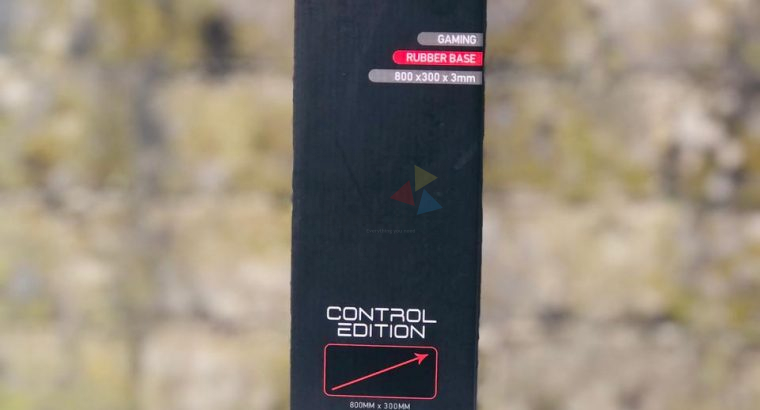 GAMING
RUBBER BASE
800 x300 x 3mm
CONTROL
EDITION
800MM x 300MM